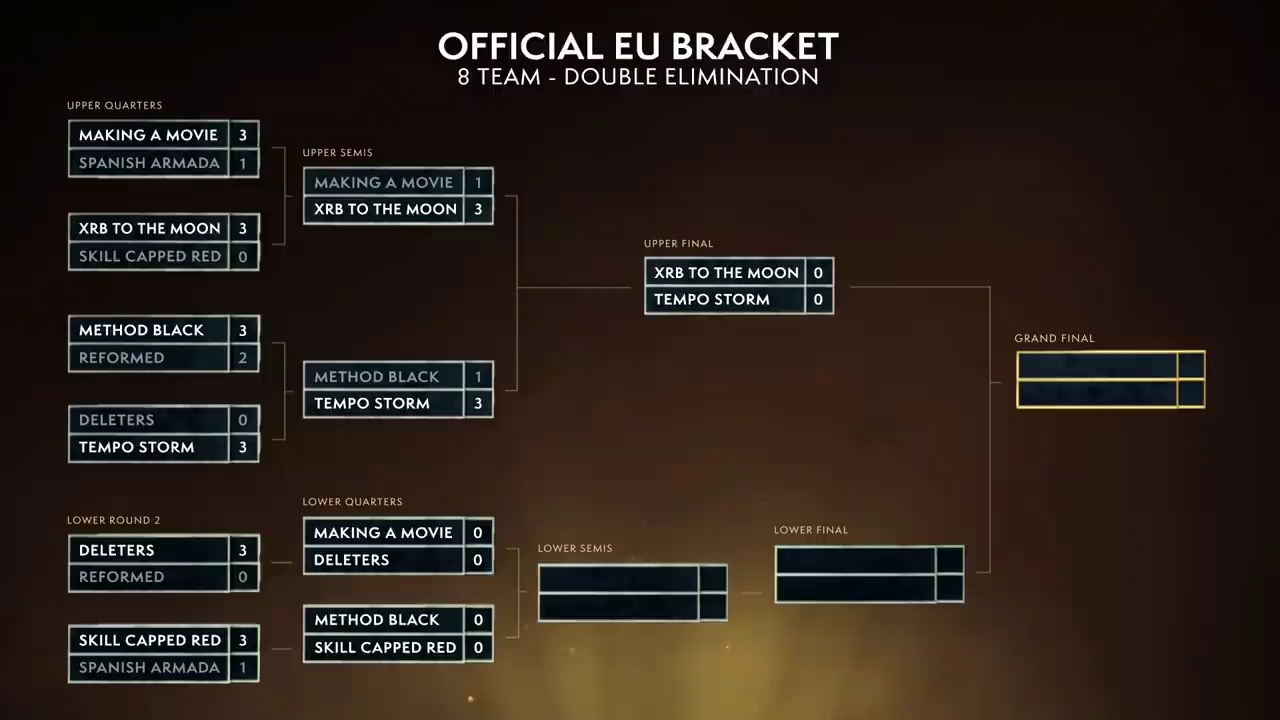 OFFICIAL EU BRACKET
8 TEAM - DOUBLE ELIMINATION
UPPER QUARTERS
MAKING A MOVIE 3
SPANISH ARMADA 1
XRB TO THE MOON 3
SKILL CAPPED RED 0
METHOD BLACK 3
REFORMED 2
DELETERS 0
TEMPO STORM 3
UPPER SEMIS
MAKING A MOVIE 1
XRB TO THE MOON 3
METHOD BLACK 1
TEMPO STORM 3
UPPER FINAL
XRB TO THE MOON 0
TEMPO STORM 0
GRAND FINAL
LOWER ROUND 2
DELETERS 3
REFORMED 0
SKILL CAPPED RED 3
SPANISH ARMADA 1
LOWER QUARTERS
MAKING A MOVIE 0
DELETERS 0
METHOD BLACK 0
SKILL CAPPED RED 0
LOWER SEMIS
LOWER FINAL